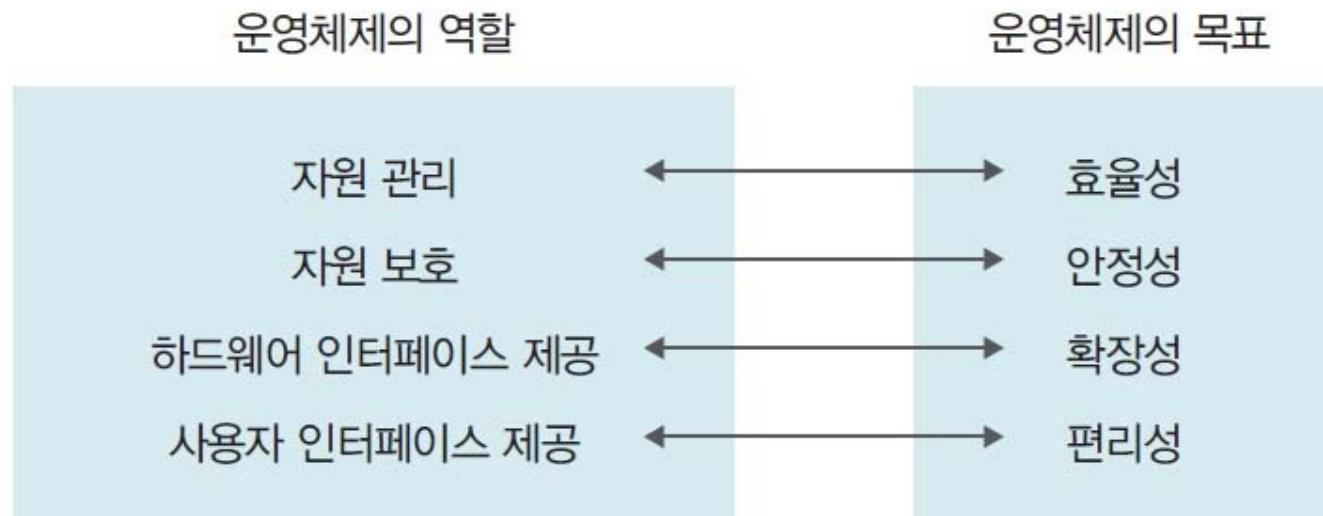 운영체제의 역할 운영체제의 목표
자원 관리 효율성
자원 보호 안정성
하드웨어 인터페이스 제공 확장성
사용자 인터페이스 제공 편리성